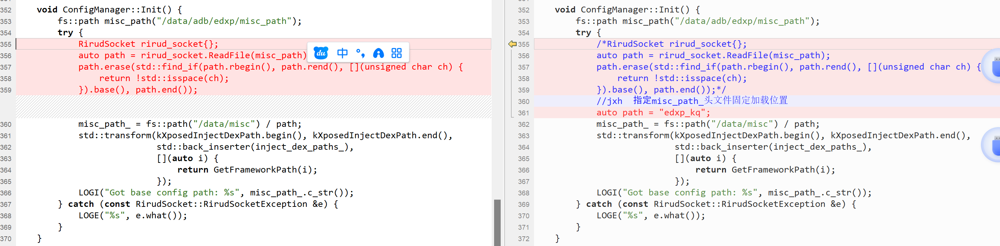 352 void ConfigManager::Init() {
353 fs::path misc_path("/data/adb/edxp/misc_path");
354 try {
355 RirudSocket rirud_socket{};
356 auto path = rirud_socket.ReadFile(misc_path)
357 path.erase(std::find_if(path.rbegin(), path.rend(), [](unsigned char ch) {
358 return !std::isspace(ch);
359 }).base(), path.end());
360 misc_path_ = fs::path("/data/misc") / path;
361 std::transform(kXposedInjectDexPath.begin(), kXposedInjectDexPath.end(),
362 std::back_inserter(inject_dex_paths_),
363 [](auto i) {
364 return GetFrameworkPath(i);
365 });
366 LOGI("Got base config path: %s", misc_path_.c_str());
367 } catch (const RirudSocket::RirudSocketException &e) {
368 LOGE("%s", e.what());
369 }
370 }
du 中
352 void ConfigManager::Init() {
353 fs::path misc_path("/data/adb/edxp/misc_path");
354 try {
355 /*RirudSocket rirud_socket{};
356 auto path = rirud_socket.ReadFile(misc_path);
357 path.erase(std::find_if(path.rbegin(), path.rend(), [](unsigned char ch) {
358 return !std::isspace(ch);
359 }).base(), path.end());*/
360 //jxh 指定misc_path_头文件固定加载位置
361 auto path = "edxp_kq";
362 misc_path_ = fs::path("/data/misc") / path;
363 std::transform(kXposedInjectDexPath.begin(), kXposedInjectDexPath.end(),
364 std::back_inserter(inject_dex_paths_),
365 [](auto i) {
366 return GetFrameworkPath(i);
367 });
368 LOGI("Got base config path: %s", misc_path_.c_str());
369 } catch (const RirudSocket::RirudSocketException &e) {
370 LOGE("%s", e.what());
371 }
372 }